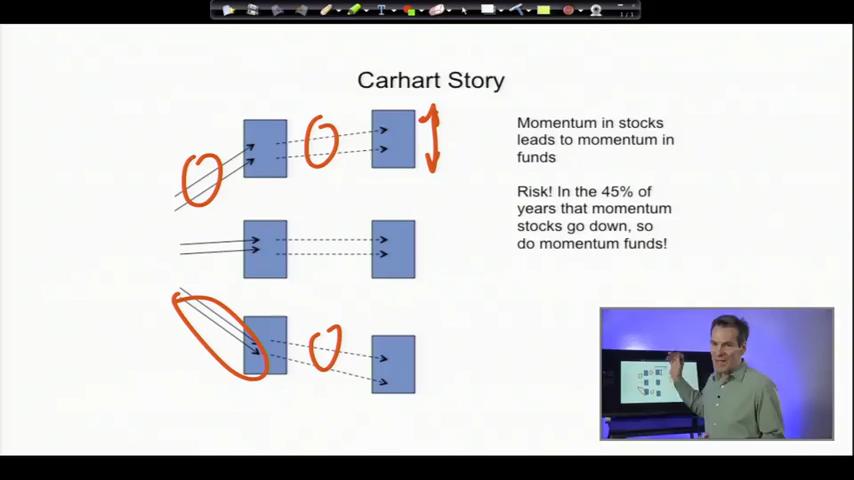 Carhart Story
Momentum in stocks
leads to momentum in
funds
Risk! In the 45% of
years that momentum
stocks go down, so
do momentum funds!